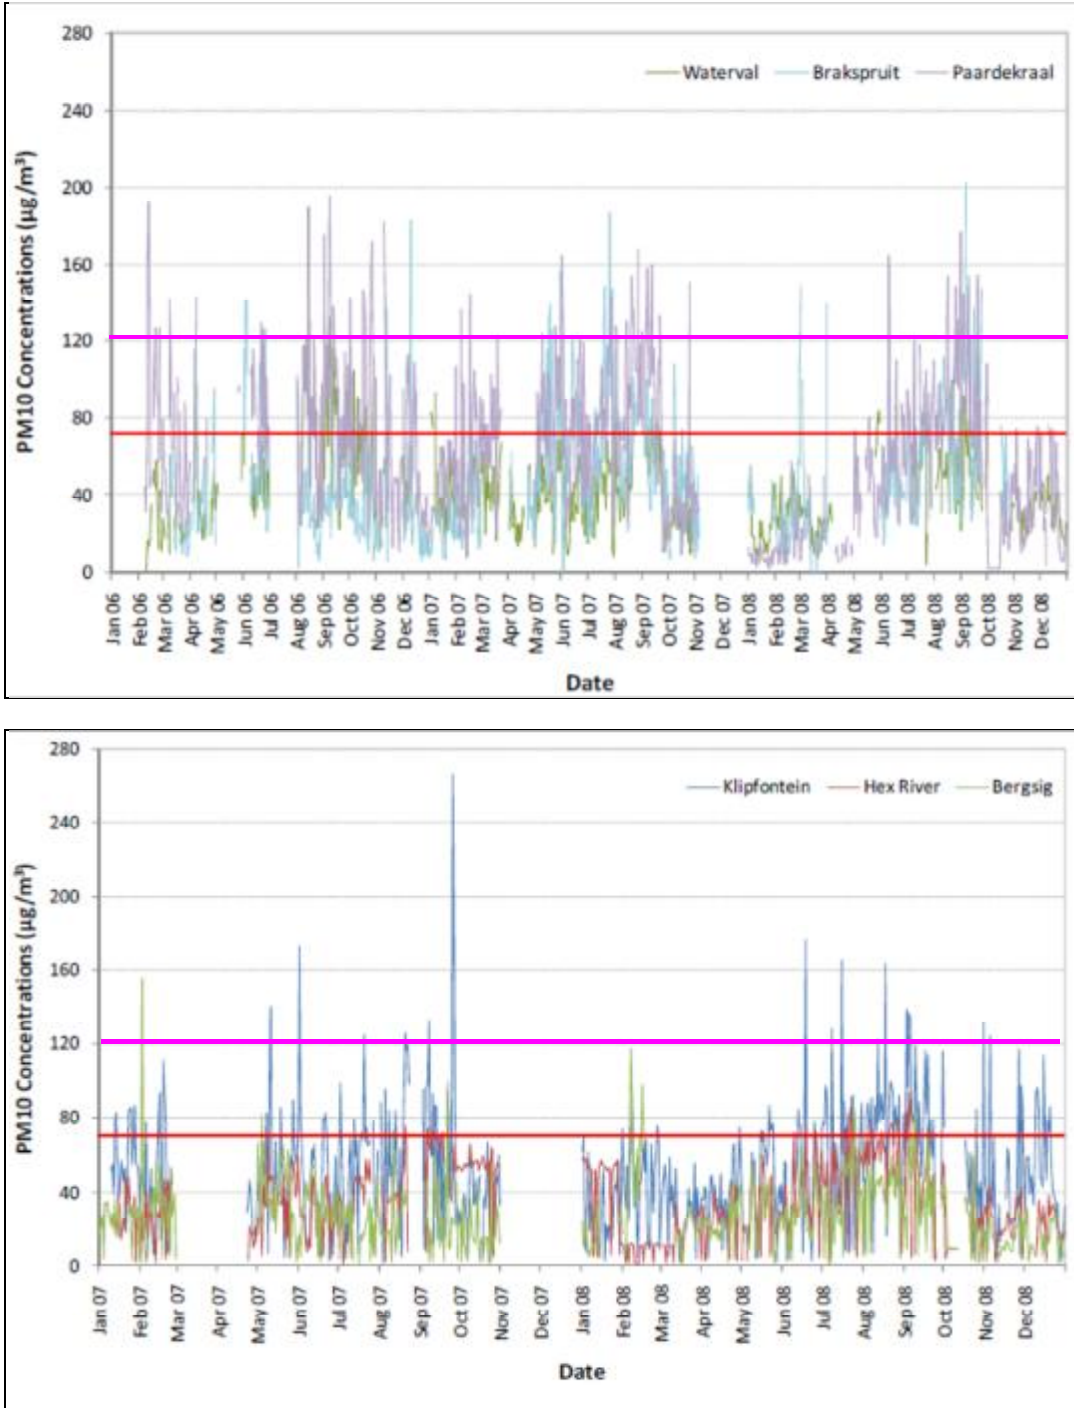 280
240
200
160
120
80
40
0
PM10 Concentrations (µg/m³)
Waterval Brakspruit Paardekraal
Jan 06 Feb 06 Mar 06 Apr 06 May 06 Jun 06 Jul 06 Aug 06 Sep 06 Oct 06 Nov 06 Dec 06 Jan 07 Feb 07 Mar 07 Apr 07 May 07 Jun 07 Jul 07 Aug 07 Sep 07 Oct 07 Nov 07 Dec 07 Jan 08 Feb 08 Mar 08 Apr 08 May 08 Jun 08 Jul 08 Aug 08 Sep 08 Oct 08 Nov 08 Dec 08
Date
280
240
200
160
120
80
40
0
PM10 Concentrations (µg/m³)
Klipfontein Hex River Bergsig
Jan 07 Feb 07 Mar 07 Apr 07 May 07 Jun 07 Jul 07 Aug 07 Sep 07 Oct 07 Nov 07 Dec 07 Jan 08 Feb 08 Mar 08 Apr 08 May 08 Jun 08 Jul 08 Aug 08 Sep 08 Oct 08 Nov 08 Dec 08
Date